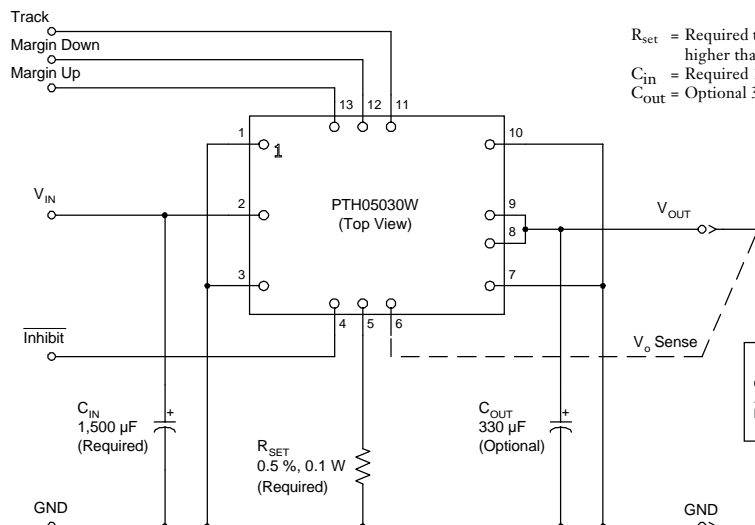 Track
Margin Down
Margin Up
R_set = Required
higher tha
C_in = Required
C_out = Optional
13 12 11
1
1
10
V_IN
2
PTH05030W
(Top View)
9
8
V_OUT
3
7
4 5 6
Inhibit
V_o Sense
C_IN
1,500 µF
(Required)
R_SET
0.5 %, 0.1 W
(Required)
C_OUT
330 µF
(Optional)
+
+
GND
GND